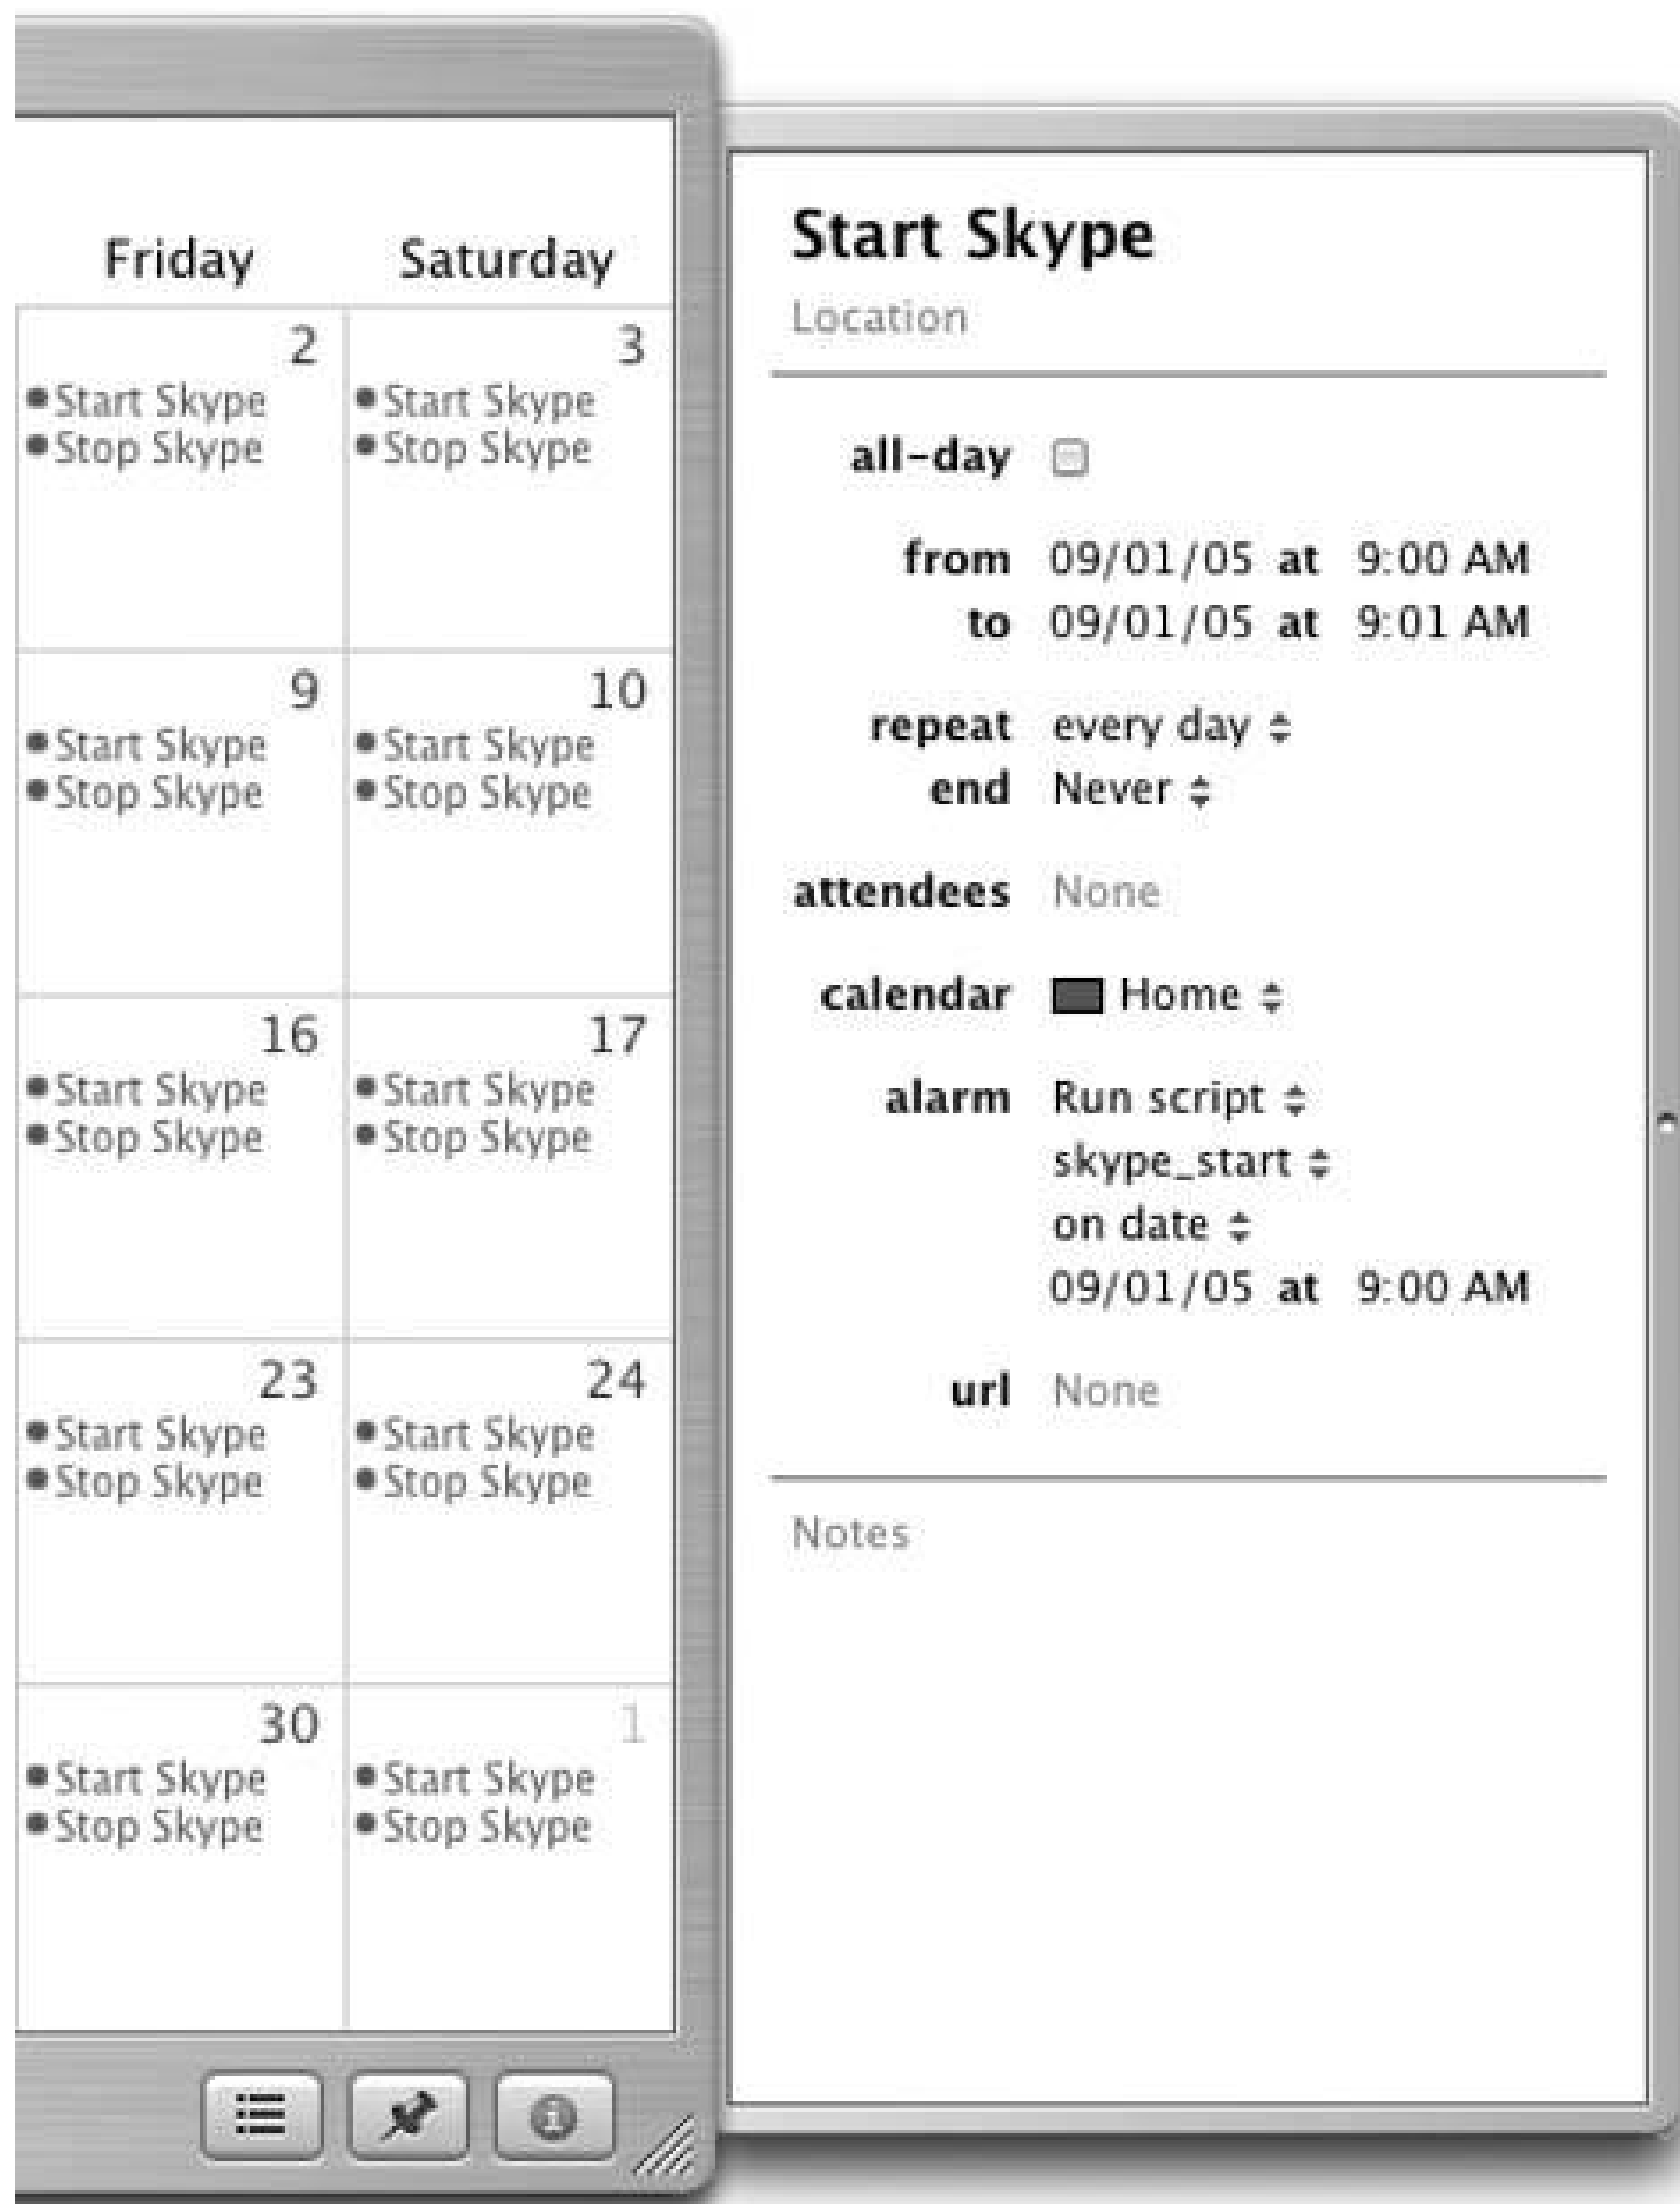 Friday Saturday
2 3
Start Skype Start Skype
Stop Skype Stop Skype
9 10
Start Skype Start Skype
Stop Skype Stop Skype
16 17
Start Skype Start Skype
Stop Skype Stop Skype
23 24
Start Skype Start Skype
Stop Skype Stop Skype
30 1
Start Skype Start Skype
Stop Skype Stop Skype
Start Skype
Location
all-day
from 09/01/05 at 9:00 AM
to 09/01/05 at 9:01 AM
repeat every day
end Never
attendees None
calendar Home
alarm Run script
skype_start
on date
09/01/05 at 9:00 AM
url None
Notes